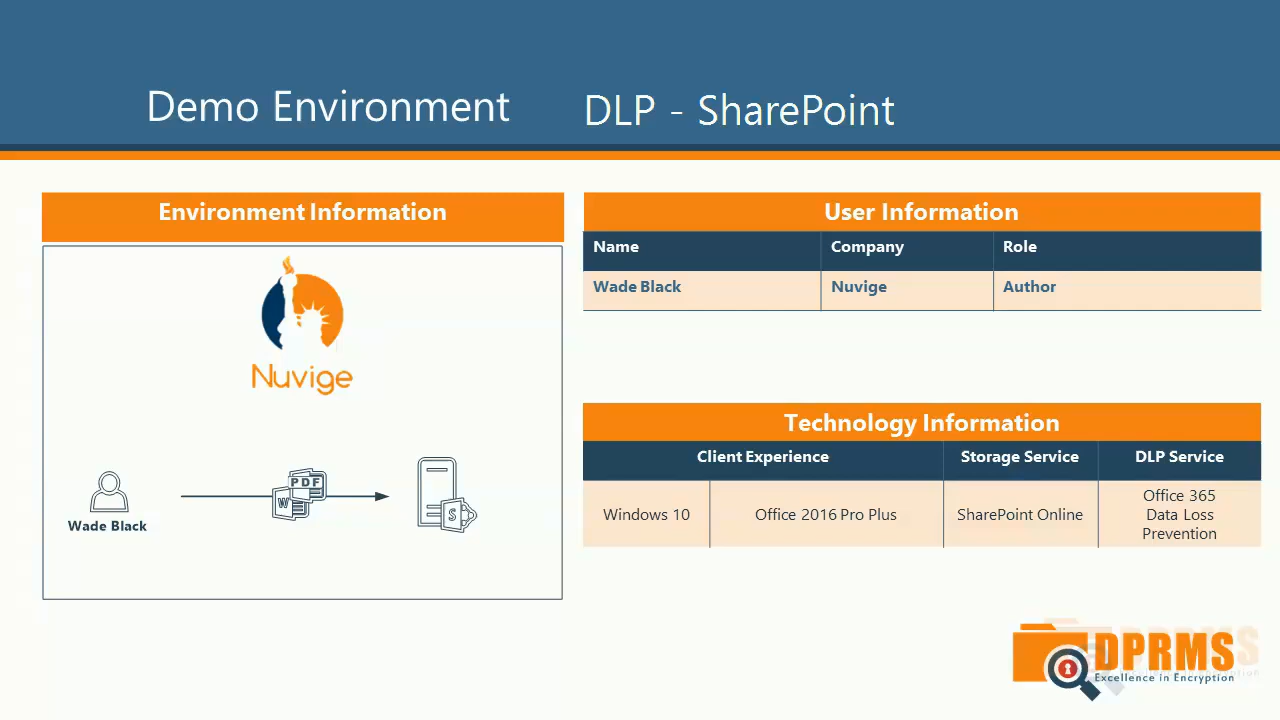 Demo Environment
DLP - SharePoint
Environment Information
Nuvige
PDF
W
S
Wade Black
User Information
Name Company Role
Wade Black Nuvige Author
Technology Information
Client Experience Storage Service DLP Service
Windows 10 Office 2016 Pro Plus SharePoint Online Office 365
Data Loss
Prevention
DPRMS
Excellence in Encryption